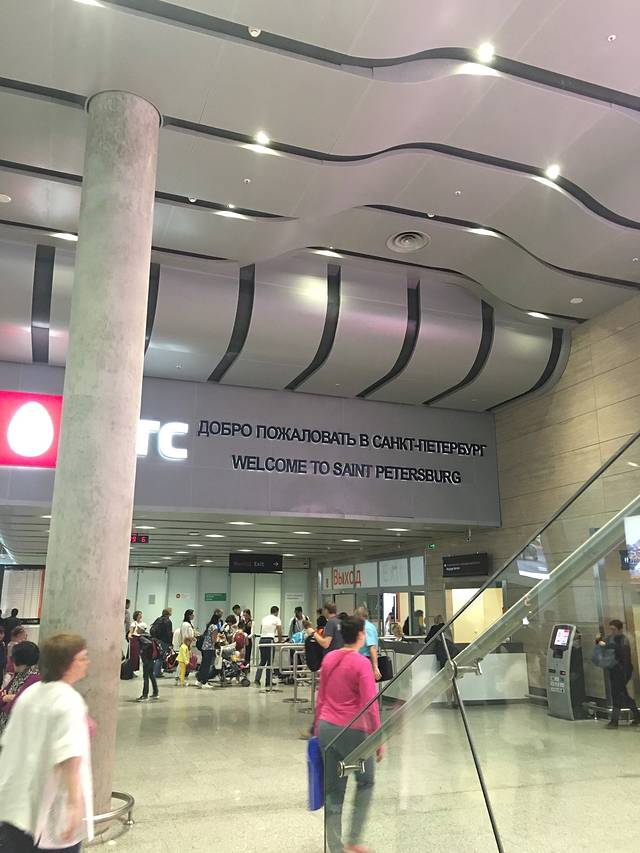 ТС
ДОБРО ПОЖАЛОВАТЬ В САНКТ-ПЕТЕРБУРГ
WELCOME TO SAINT PETERSBURG
Exit
Выход